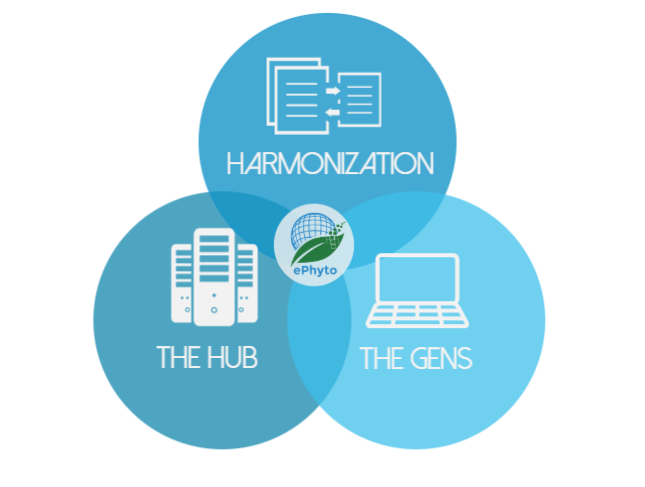 HARMONIZATION
ePhyto
THE HUB
THE GENS